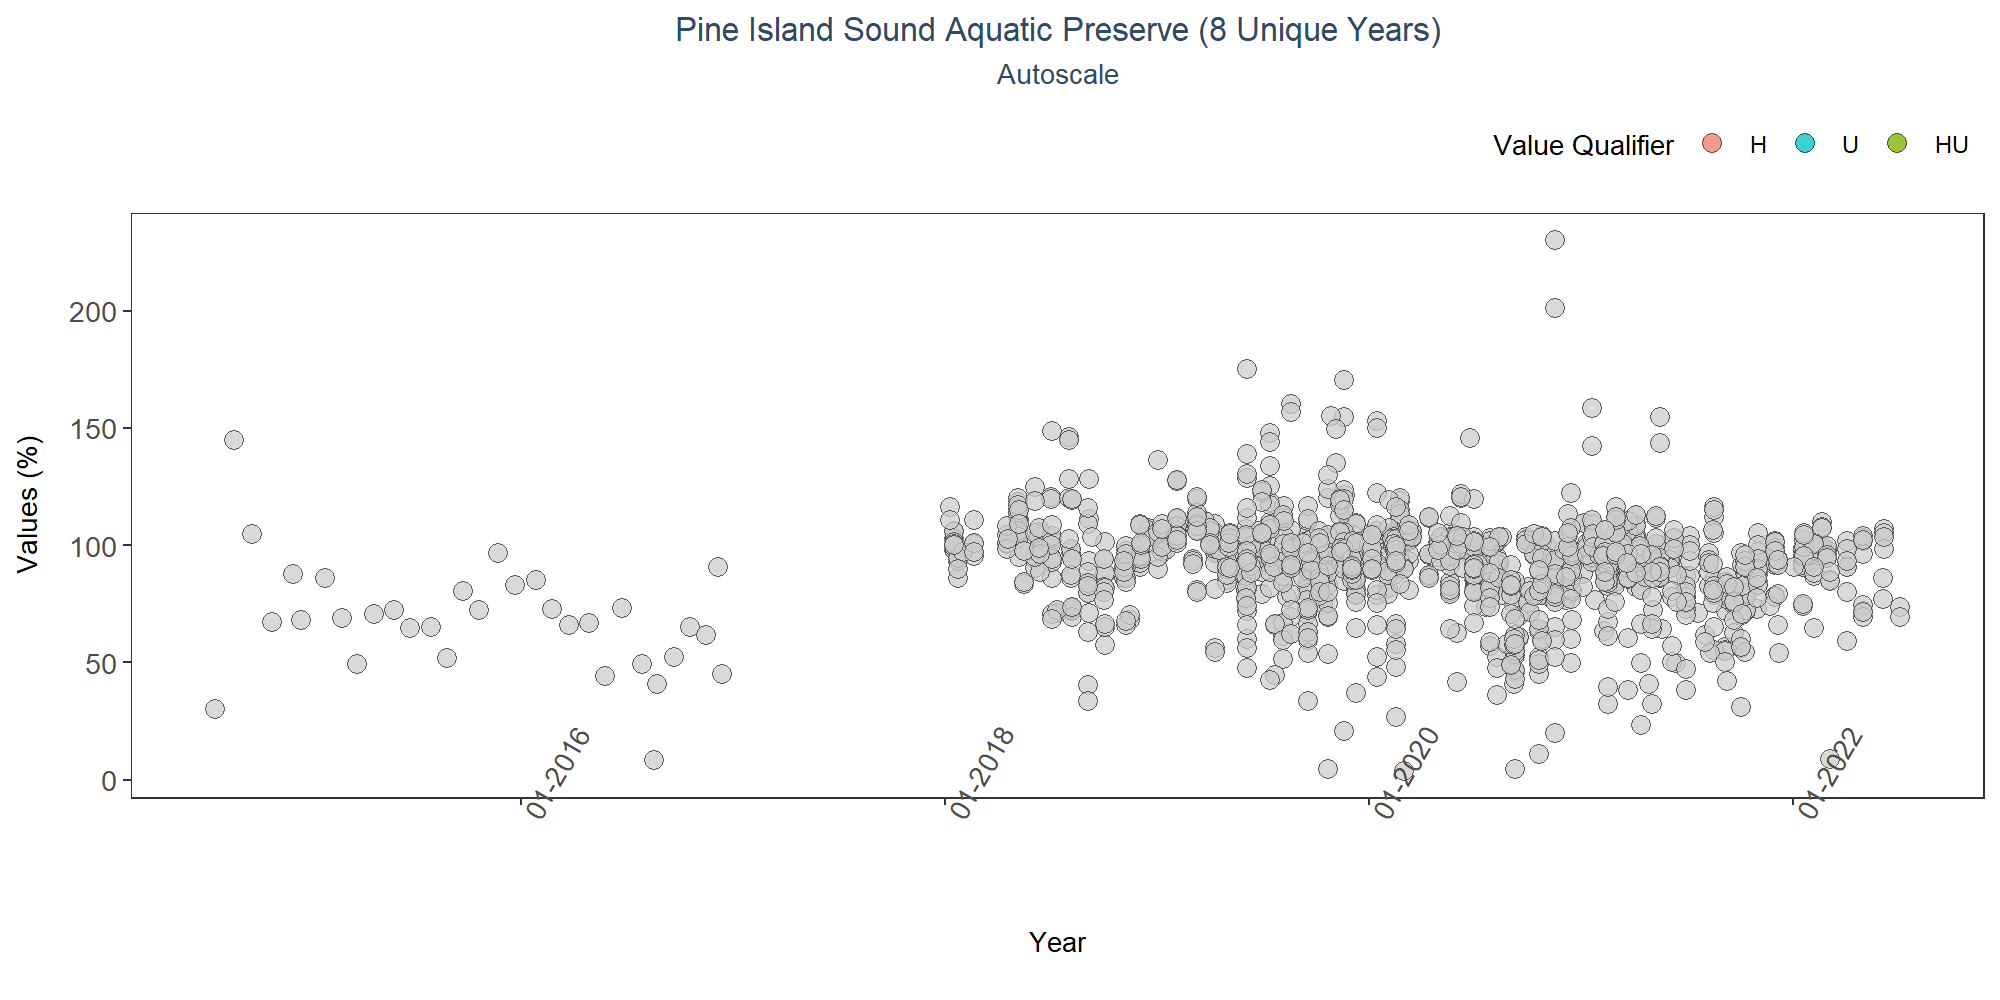 Pine Island Sound Aquatic Preserve (8 Unique Years)
Autoscale
Value Qualifier H U HU
Values (%)
200
150
100
50
0
01-2016
01-2018
01-2020
01-2022
Year